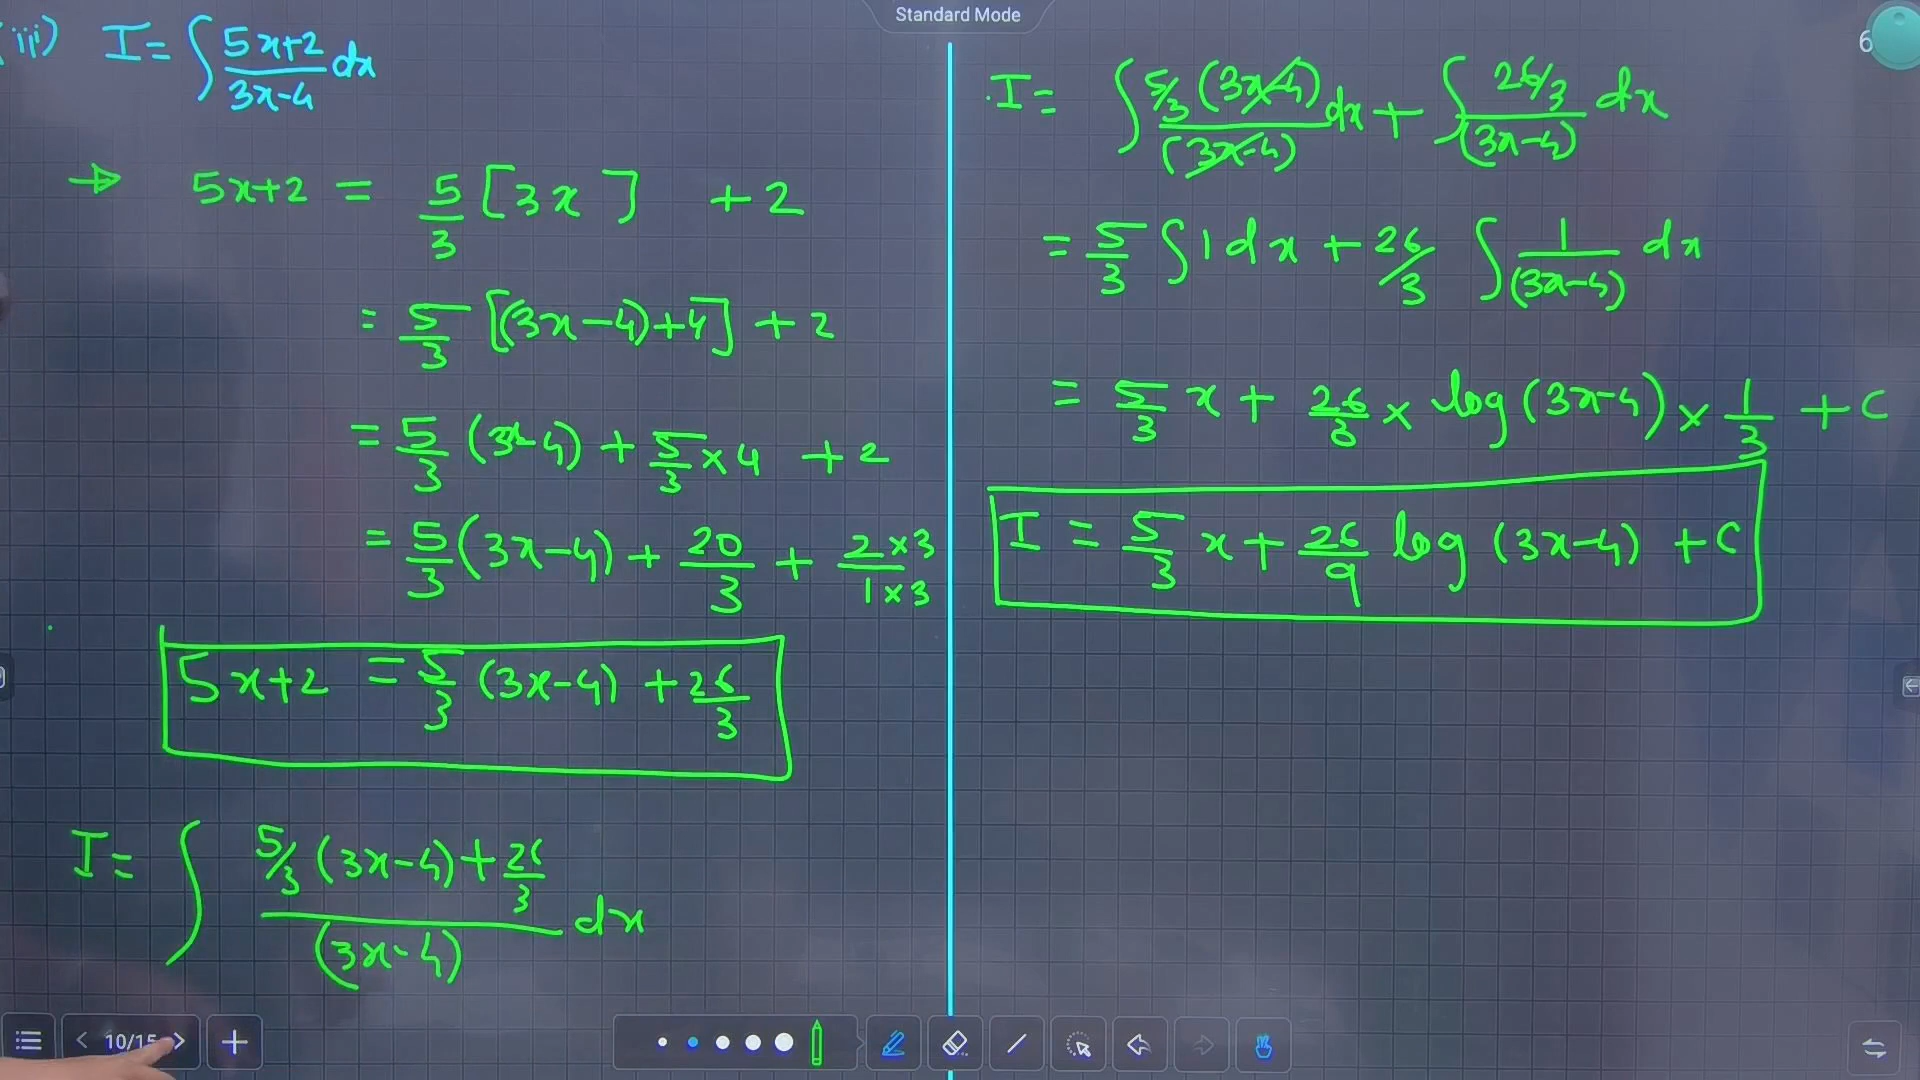 Standard Mode
6
iii) I = ∫ (5x+2)/(3x-4) dx
→ 5x+2 = 5/3 [3x ] +2
= 5/3 [(3x-4)+4] +2
= 5/3 (3x-4) + 5/3 × 4 +2
= 5/3 (3x-4) + 20/3 + (2×3)/(1×3)
5x+2 = 5/3 (3x-4) + 26/3
I = ∫ (5/3 (3x-4) + 26/3)/(3x-4) dx
I = ∫ (5/3 (3x-4))/(3x-4) dx + ∫ (26/3)/(3x-4) dx
= 5/3 ∫ 1 dx + 26/3 ∫ 1/(3x-4) dx
= 5/3 x + 26/3 × log (3x-4) × 1/3 + c
I = 5/3 x + 26/9 log (3x-4) + c
10/15